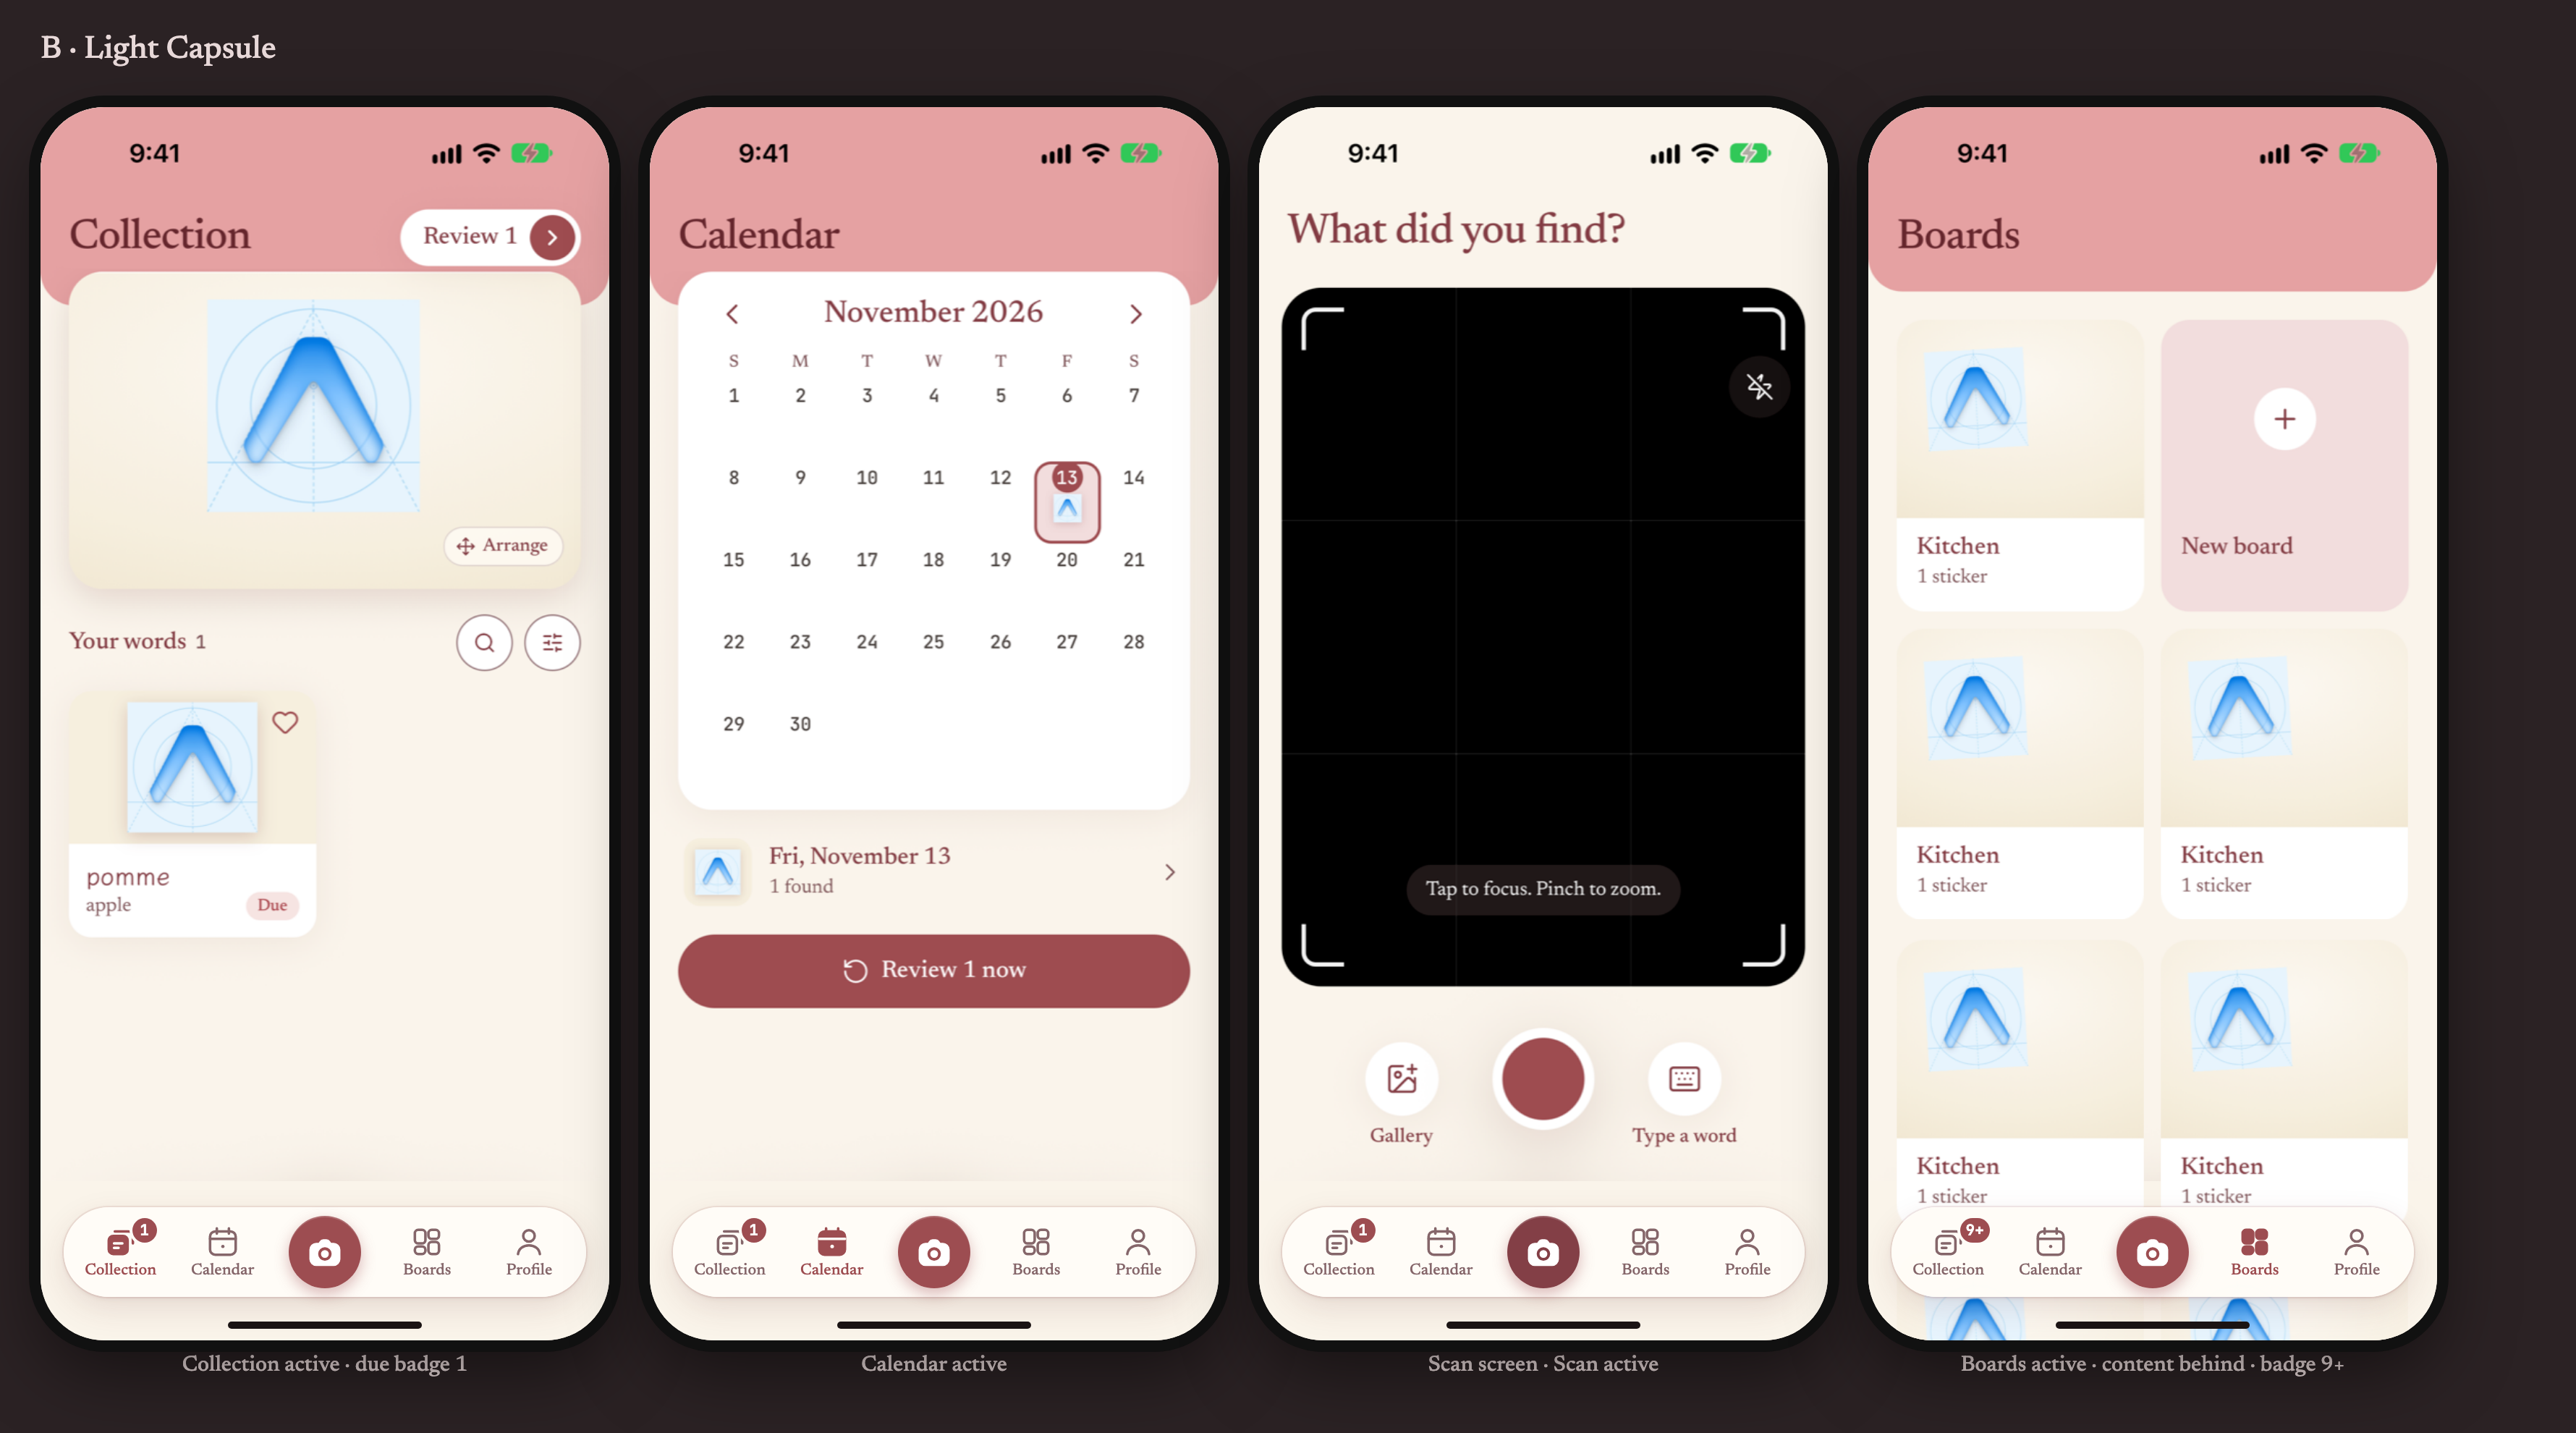 B · Light Capsule
9:41
Collection
Review 1
Arrange
Your words 1
pomme
apple
Due
1
Collection
Calendar
Boards
Profile
Collection active · due badge 1
9:41
Calendar
November 2026
S M T W T F S
1 2 3 4 5 6 7
8 9 10 11 12 13 14
15 16 17 18 19 20 21
22 23 24 25 26 27 28
29 30
Fri, November 13
1 found
Review 1 now
1
Collection
Calendar
Boards
Profile
Calendar active
9:41
What did you find?
Tap to focus. Pinch to zoom.
Gallery
Type a word
1
Collection
Calendar
Boards
Profile
Scan screen · Scan active
9:41
Boards
Kitchen
1 sticker
New board
Kitchen
1 sticker
Kitchen
1 sticker
Kitchen
1 sticker
Kitchen
1 sticker
9+
Collection
Calendar
Boards
Profile
Boards active · content behind · badge 9+